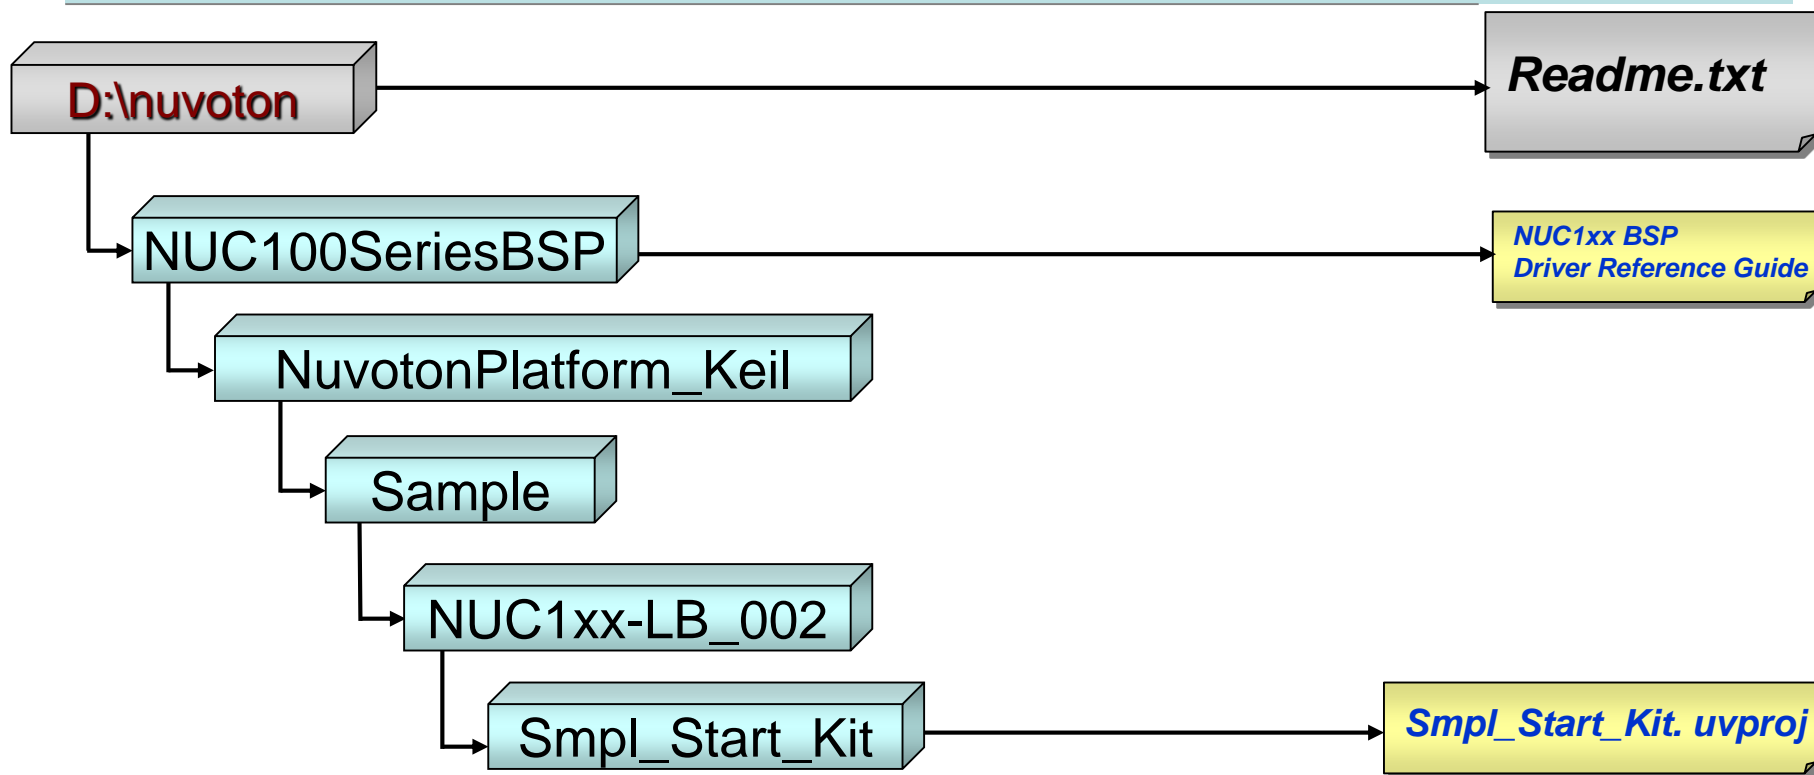 D:\nuvoton
Readme.txt
NUC100SeriesBSP
NUC1xx BSP
Driver Reference Guide
NuvotonPlatform_Keil
Sample
NUC1xx-LB_002
Smpl_Start_Kit
Smpl_Start_Kit. uvproj